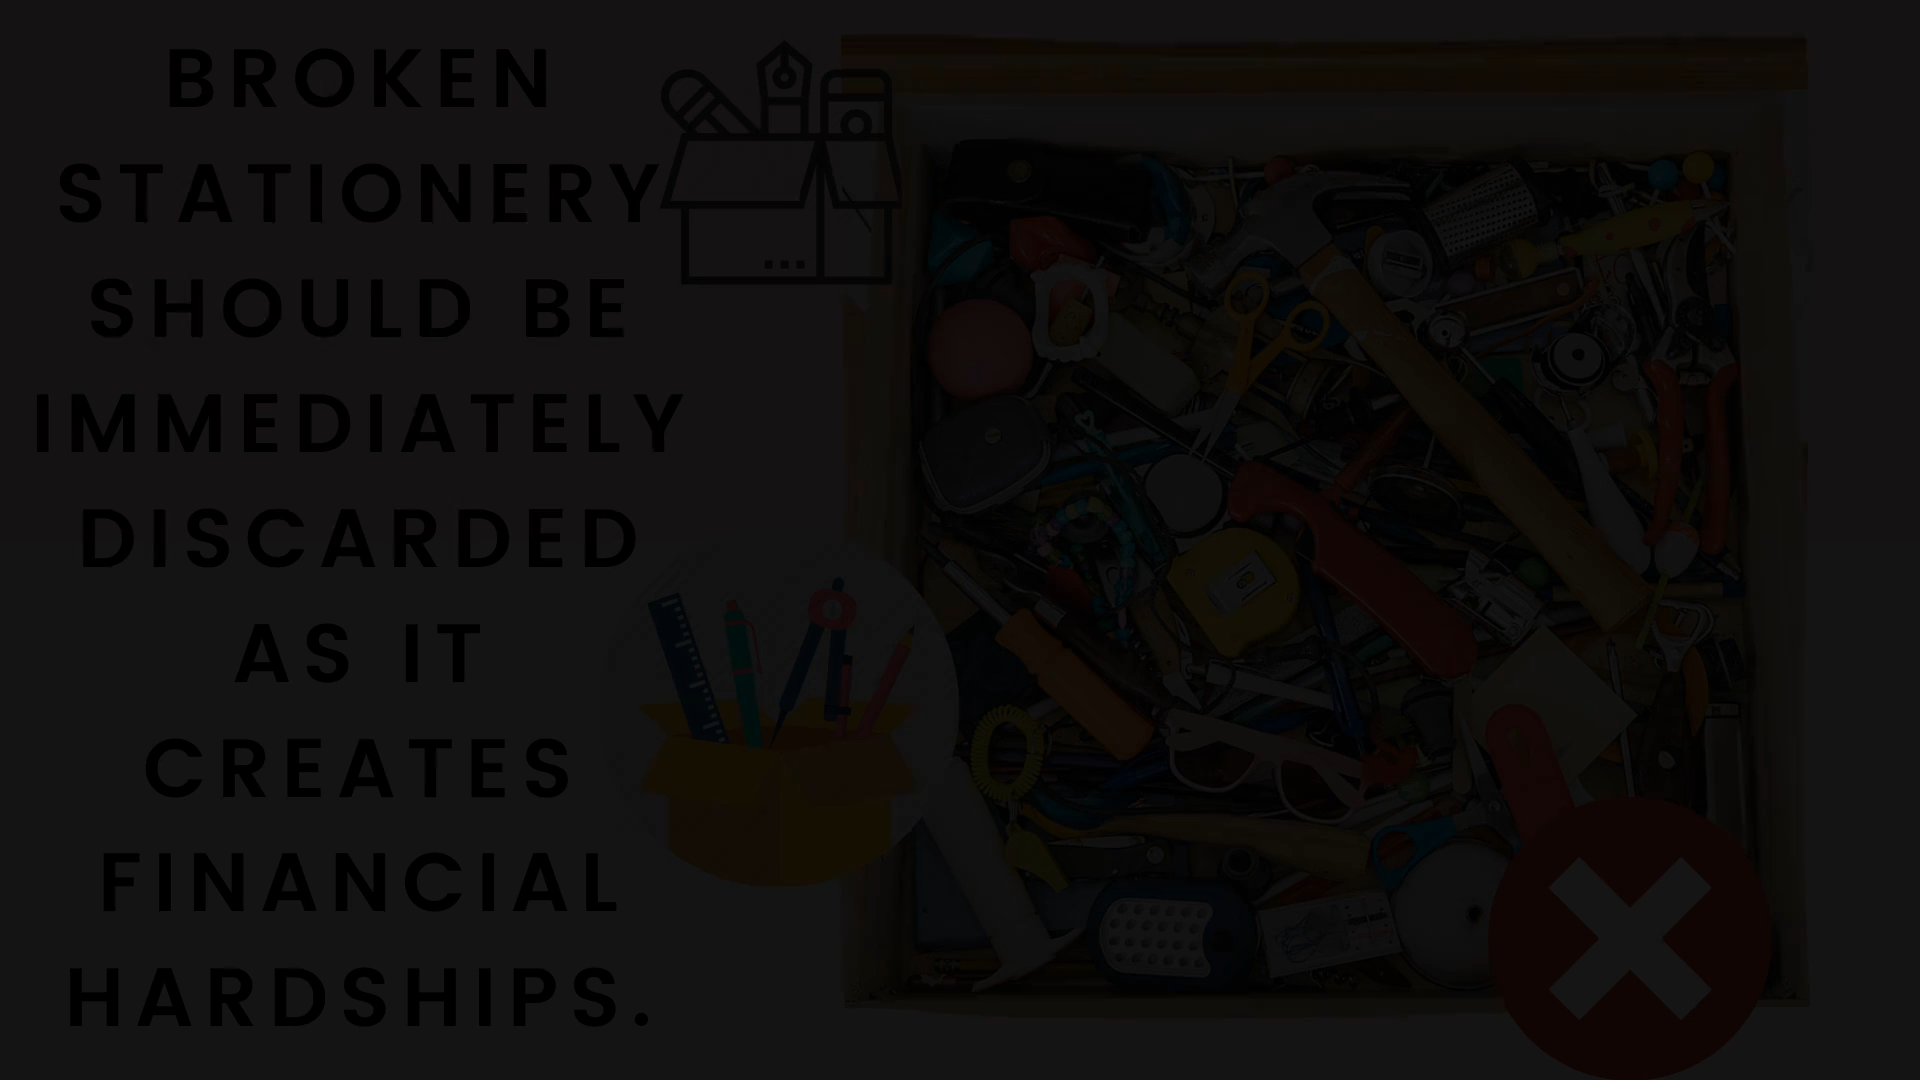 BROKEN
STATIONERY
SHOULD BE
IMMEDIATELY
DISCARDED
AS IT
CREATES
FINANCIAL
HARDSHIPS.